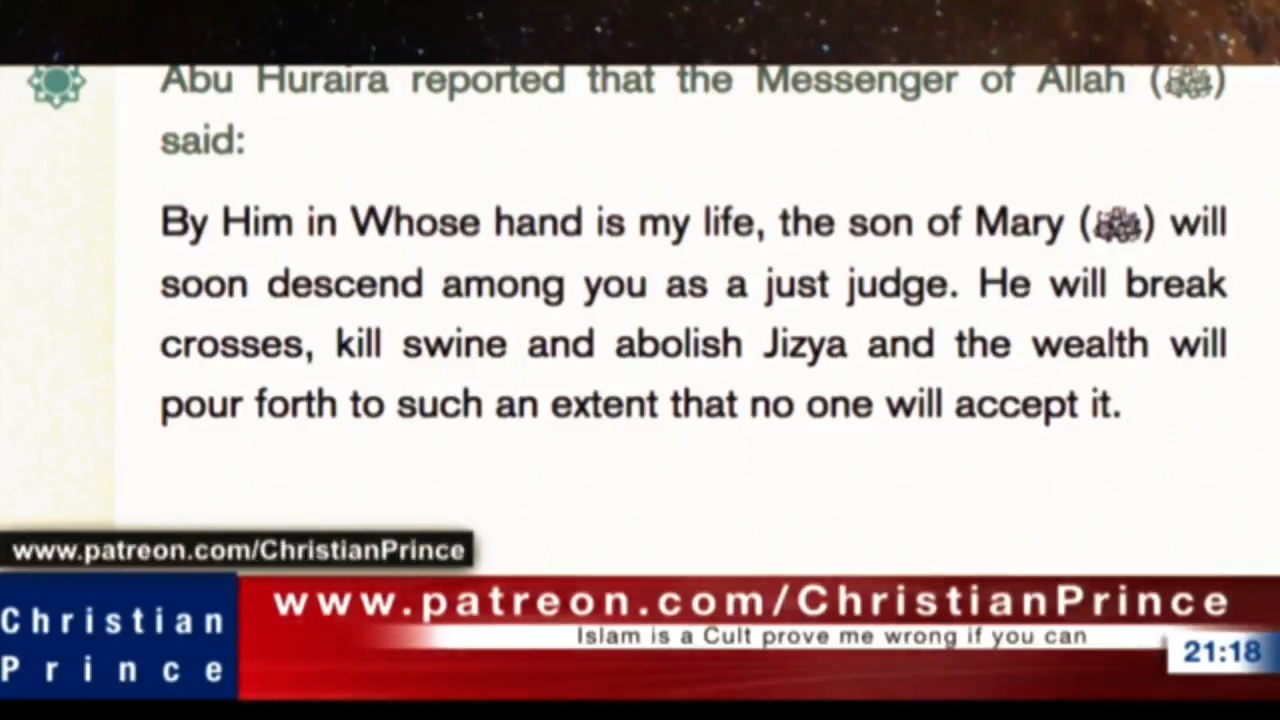 Abu Huraira reported that the Messenger of Allah (ﷺ)
said:
By Him in Whose hand is my life, the son of Mary (ﷺ) will
soon descend among you as a just judge. He will break
crosses, kill swine and abolish Jizya and the wealth will
pour forth to such an extent that no one will accept it.
www.patreon.com/ChristianPrince
Christian
Prince
www.patreon.com/ChristianPrince
Islam is a Cult prove me wrong if you can
21:18